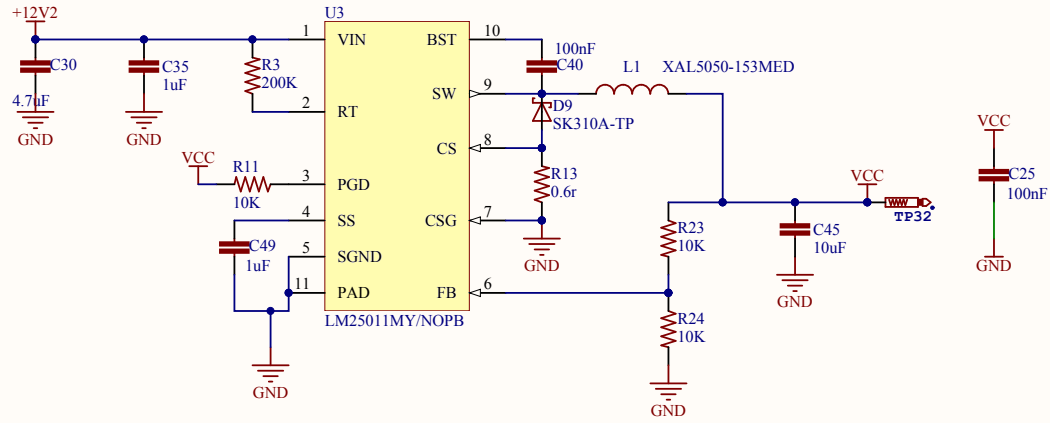 +12V2
C30
4.7uF
GND
C35
1uF
GND
R3
200K
VCC
R11
10K
C49
1uF
GND
U3
1
VIN
2
RT
3
PGD
4
SS
5
SGND
11
PAD
BST
10
SW
9
CS
8
CSG
7
FB
6
LM25011MY/NOPB
100nF
C40
L1
XAL5050-153MED
D9
SK310A-TP
R13
0.6r
GND
R23
10K
R24
10K
GND
C45
10uF
GND
VCC
TP32
VCC
C25
100nF
GND